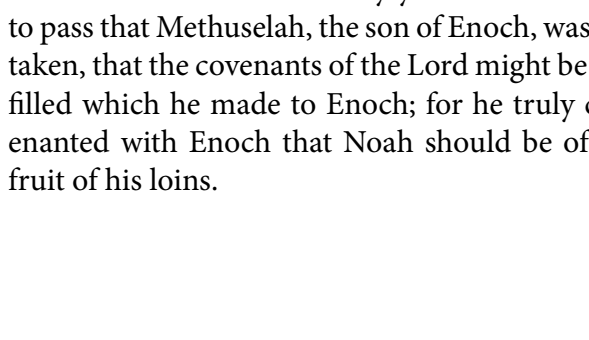 to pass that Methuselah, the son of Enoch, was
taken, that the covenants of the Lord might be
filled which he made to Enoch; for he truly
enanted with Enoch that Noah should be of
fruit of his loins.